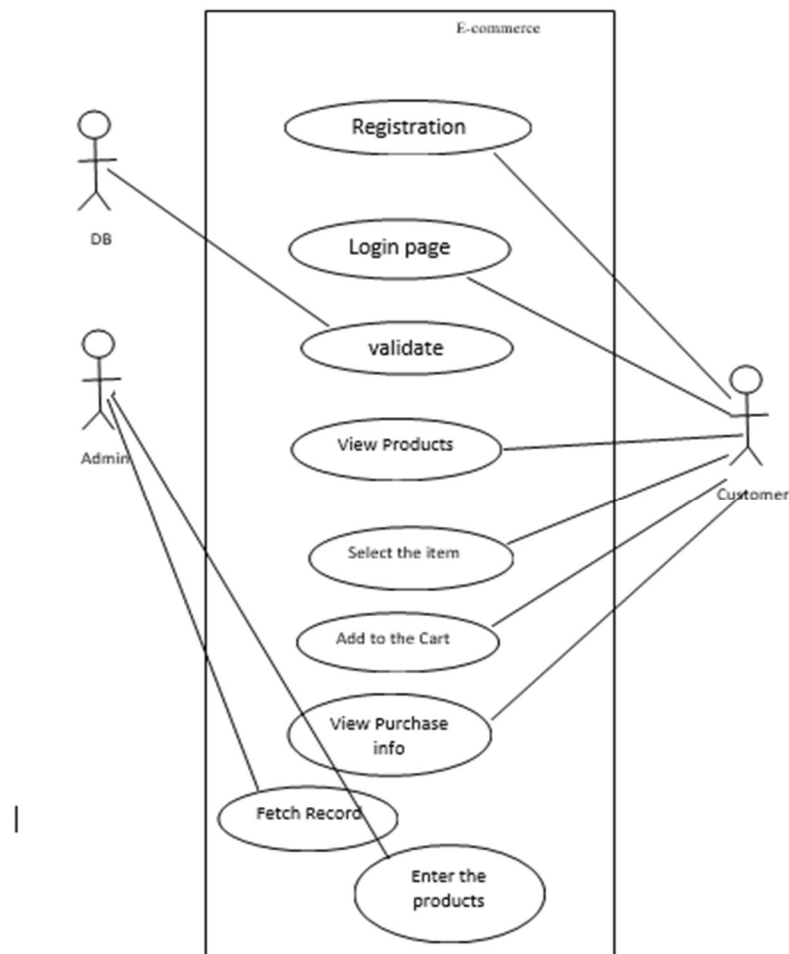 E-commerce
Registration
DB
Login page
validate
Admin
View Products
Customer
Select the item
Add to the Cart
View Purchase
info
Fetch Record
Enter the
products